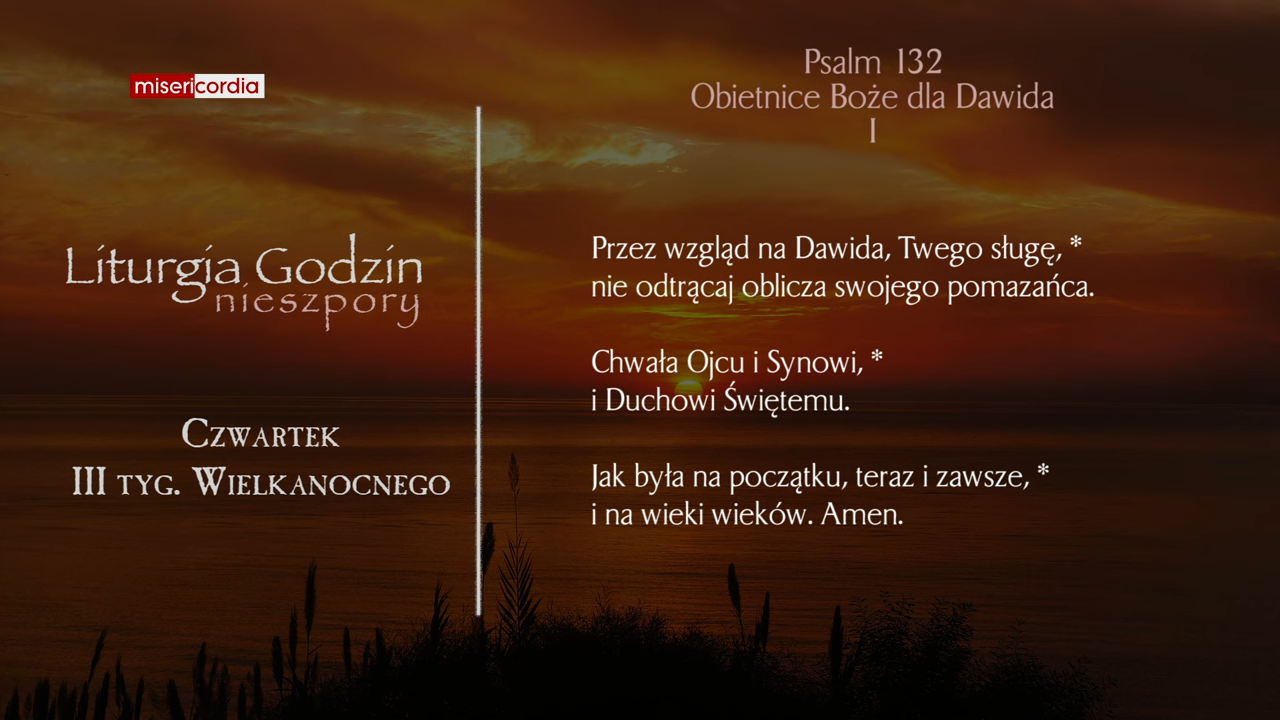 misericordia
Liturgia Godzin
nieszpory
Czwartek
III tyg. Wielkanocnego
Psalm 132
Obietnice Boże dla Dawida
I
Przez wzgląd na Dawida, Twego sługę, *
nie odtrącaj oblicza swojego pomazańca.
Chwała Ojcu i Synowi, *
i Duchowi Świętemu.
Jak była na początku, teraz i zawsze, *
i na wieki wieków. Amen.